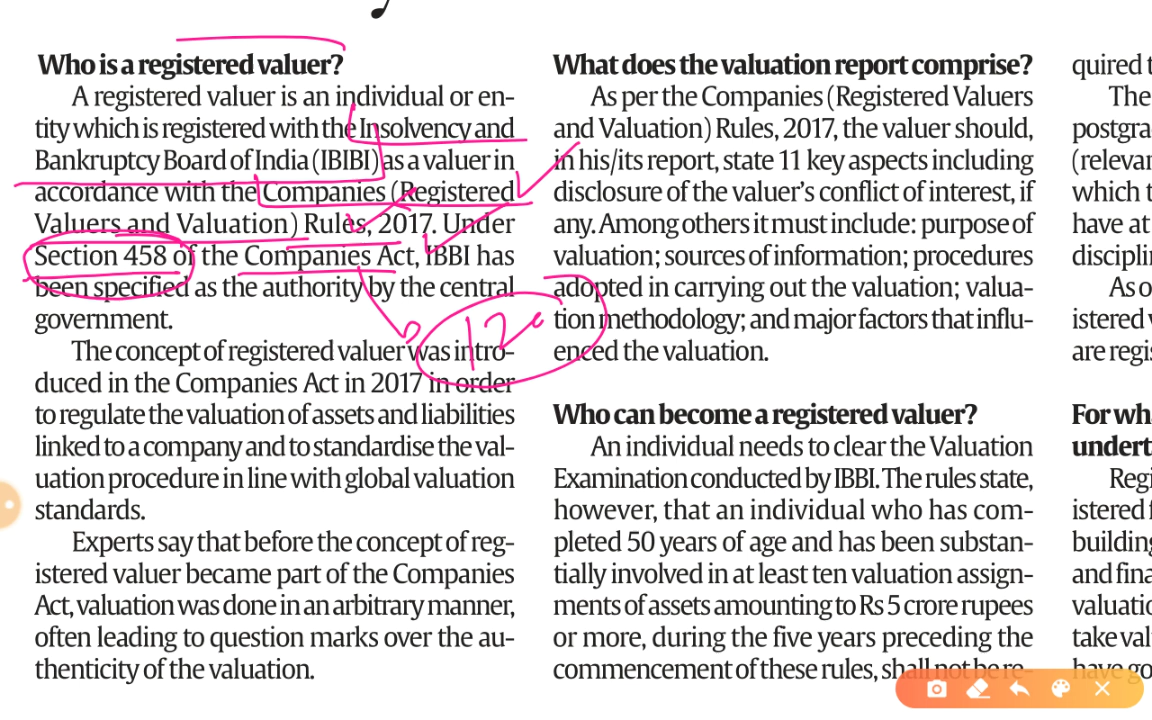 Who is a registered valuer?
A registered valuer is an individual or en-
tity which is registered with the Insolvency and
Bankruptcy Board of India (IBIBI) as a valuer in
accordance with the Companies (Registered
Valuers and Valuation) Rules, 2017. Under
Section 458 of the Companies Act, IBBI has
been specified as the authority by the central
government.
The concept of registered valuer was intro-
duced in the Companies Act in 2017 in order
to regulate the valuation of assets and liabilities
linked to a company and to standardise the val-
uation procedure in line with global valuation
standards.
Experts say that before the concept of reg-
istered valuer became part of the Companies
Act, valuation was done in an arbitrary manner,
often leading to question marks over the au-
thenticity of the valuation.
What does the valuation report comprise?
As per the Companies (Registered Valuers
and Valuation) Rules, 2017, the valuer should,
in his/its report, state 11 key aspects including
disclosure of the valuer's conflict of interest, if
any. Among others it must include: purpose of
valuation; sources of information; procedures
adopted in carrying out the valuation; valua-
tion methodology; and major factors that influ-
enced the valuation.
Who can become a registered valuer?
An individual needs to clear the Valuation
Examination conducted by IBBI. The rules state,
however, that an individual who has com-
pleted 50 years of age and has been substan-
tially involved in at least ten valuation assign-
ments of assets amounting to Rs 5 crore rupees
or more, during the five years preceding the
commencement of these rules, shall not be re-
quired t
The
postgra
(relevan
which t
have at
discipli
As o
istered v
are regis
For wh
undert
Regi
istered f
building
and fina
valuatio
take val
have go